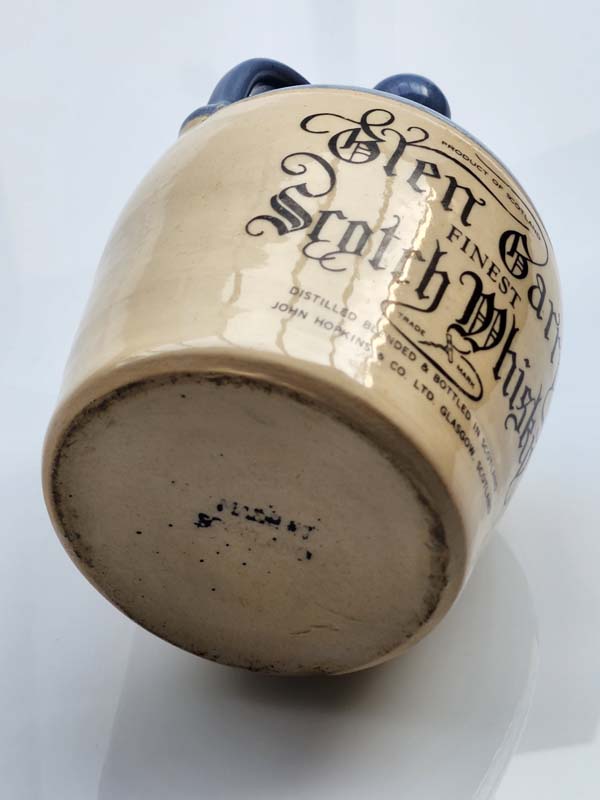 PRODUCT OF SCOTLAND
Glen
FINEST
Scotch Whisky
DISTILLED BLENDED & BOTTLED IN SCOTLAND
TRADE MARK
JOHN HOPKINS & CO. LTD. GLASGOW, SCOTLAND